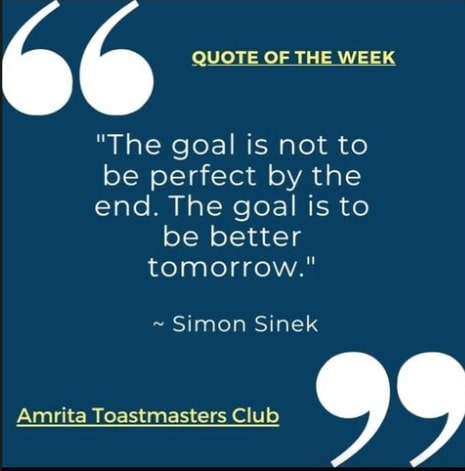 QUOTE OF THE WEEK
"The goal is not to
be perfect by the
end. The goal is to
be better
tomorrow."
~ Simon Sinek
Amrita Toastmasters Club